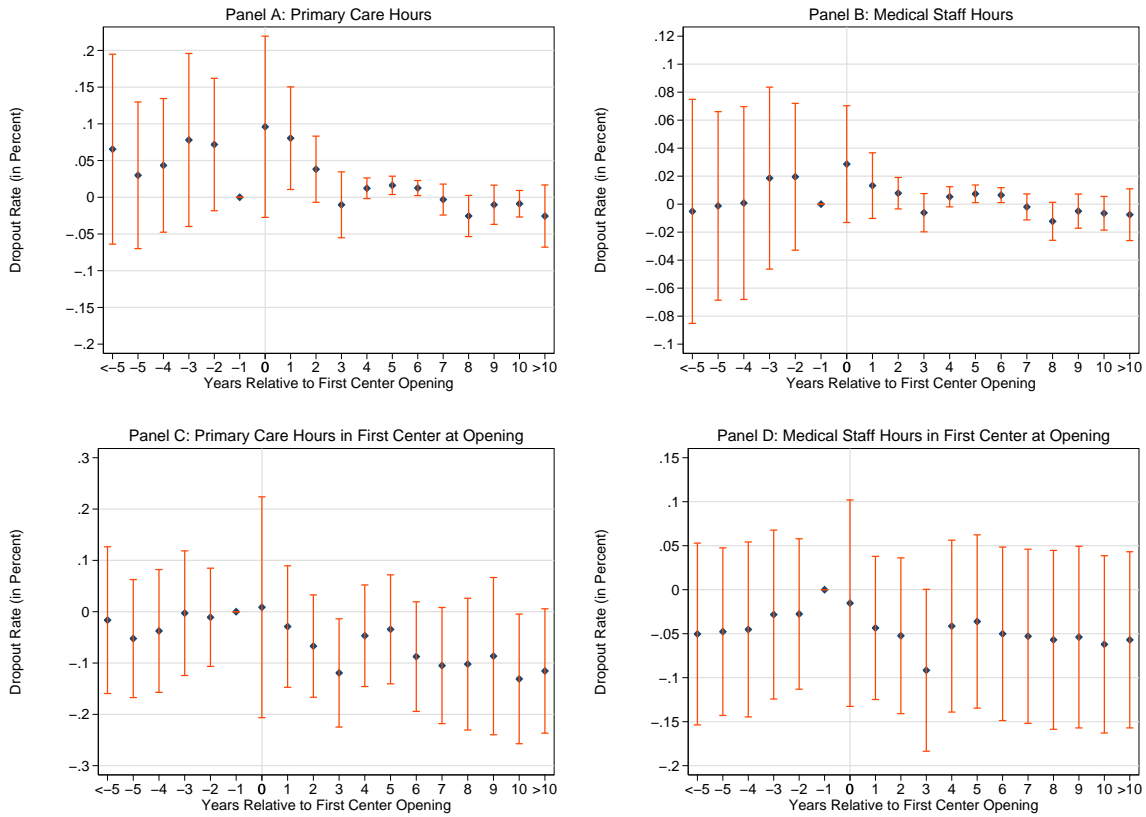 Panel A: Primary Care Hours
Dropout Rate (in Percent)
.2
.15
.1
.05
0
−.05
−.1
−.15
−.2
<−5 −5 −4 −3 −2 −1 0 1 2 3 4 5 6 7 8 9 10 >10
Years Relative to First Center Opening
Panel B: Medical Staff Hours
Dropout Rate (in Percent)
.12
.1
.08
.06
.04
.02
0
−.02
−.04
−.06
−.08
−.1
<−5 −5 −4 −3 −2 −1 0 1 2 3 4 5 6 7 8 9 10 >10
Years Relative to First Center Opening
Panel C: Primary Care Hours in First Center at Opening
Dropout Rate (in Percent)
.3
.2
.1
0
−.1
−.2
−.3
<−5 −5 −4 −3 −2 −1 0 1 2 3 4 5 6 7 8 9 10 >10
Years Relative to First Center Opening
Panel D: Medical Staff Hours in First Center at Opening
Dropout Rate (in Percent)
.15
.1
.05
0
−.05
−.1
−.15
−.2
<−5 −5 −4 −3 −2 −1 0 1 2 3 4 5 6 7 8 9 10 >10
Years Relative to First Center Opening